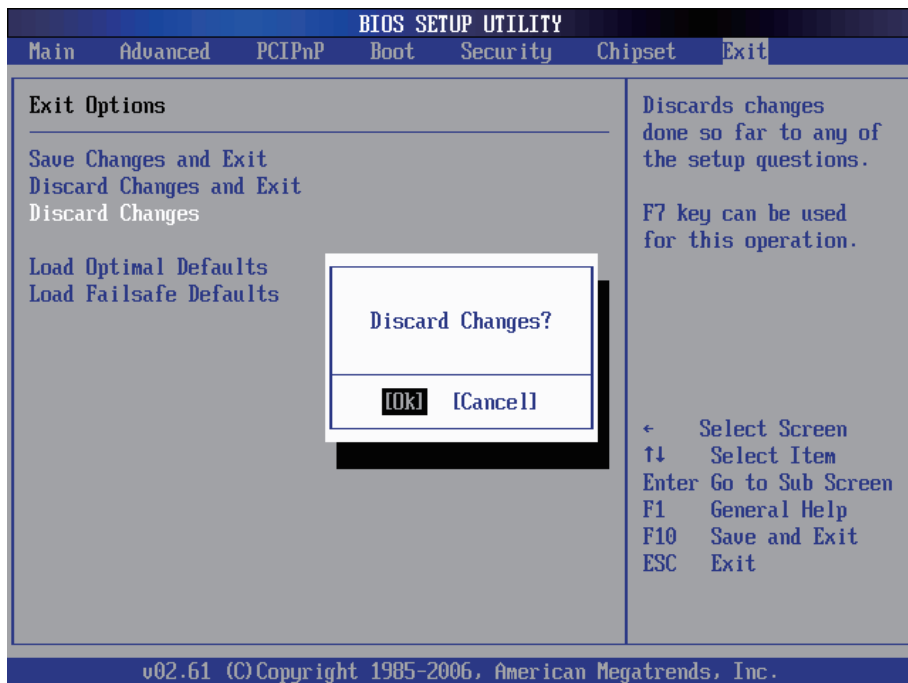 BIOS SETUP UTILITY
Main Advanced PCIPnP Boot Security Chipset Exit
Exit Options
Save Changes and Exit
Discard Changes and Exit
Discard Changes
Load Optimal Defaults
Load Failsafe Defaults
Discard Changes?
[Ok] [Cancel]
Discards changes
done so far to any of
the setup questions.
F7 key can be used
for this operation.
← Select Screen
↑↓ Select Item
Enter Go to Sub Screen
F1 General Help
F10 Save and Exit
ESC Exit
v02.61 (C)Copyright 1985-2006, American Megatrends, Inc.